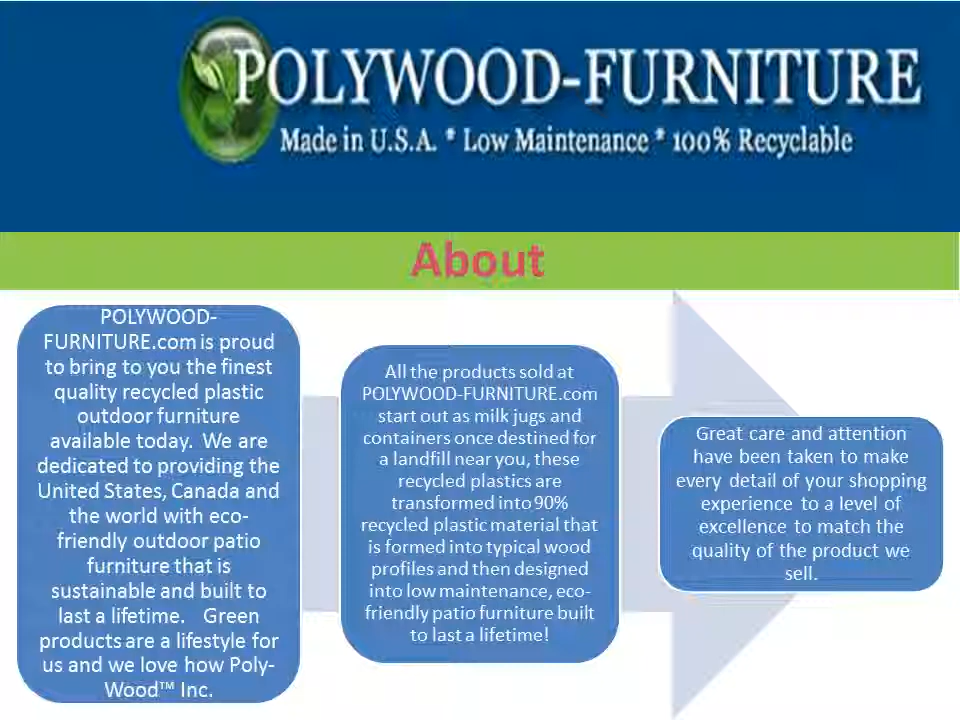 POLYWOOD-FURNITURE
Made in U.S.A. * Low Maintenance * 100% Recyclable
About
POLYWOOD-
FURNITURE.com is proud
to bring to you the finest
quality recycled plastic
outdoor furniture
available today.  We are
dedicated to providing the
United States, Canada and
the world with eco-
friendly outdoor patio
furniture that is
sustainable and built to
last a lifetime.   Green
products are a lifestyle for
us and we love how Poly-
Wood™ Inc.
All the products sold at
POLYWOOD-FURNITURE.com
start out as milk jugs and
containers once destined for
a landfill near you, these
recycled plastics are
transformed into 90%
recycled plastic material that
is formed into typical wood
profiles and then designed
into low maintenance, eco-
friendly patio furniture built
to last a lifetime!
Great care and attention
have been taken to make
every detail of your shopping
experience to a level of
excellence to match the
quality of the product we
sell.